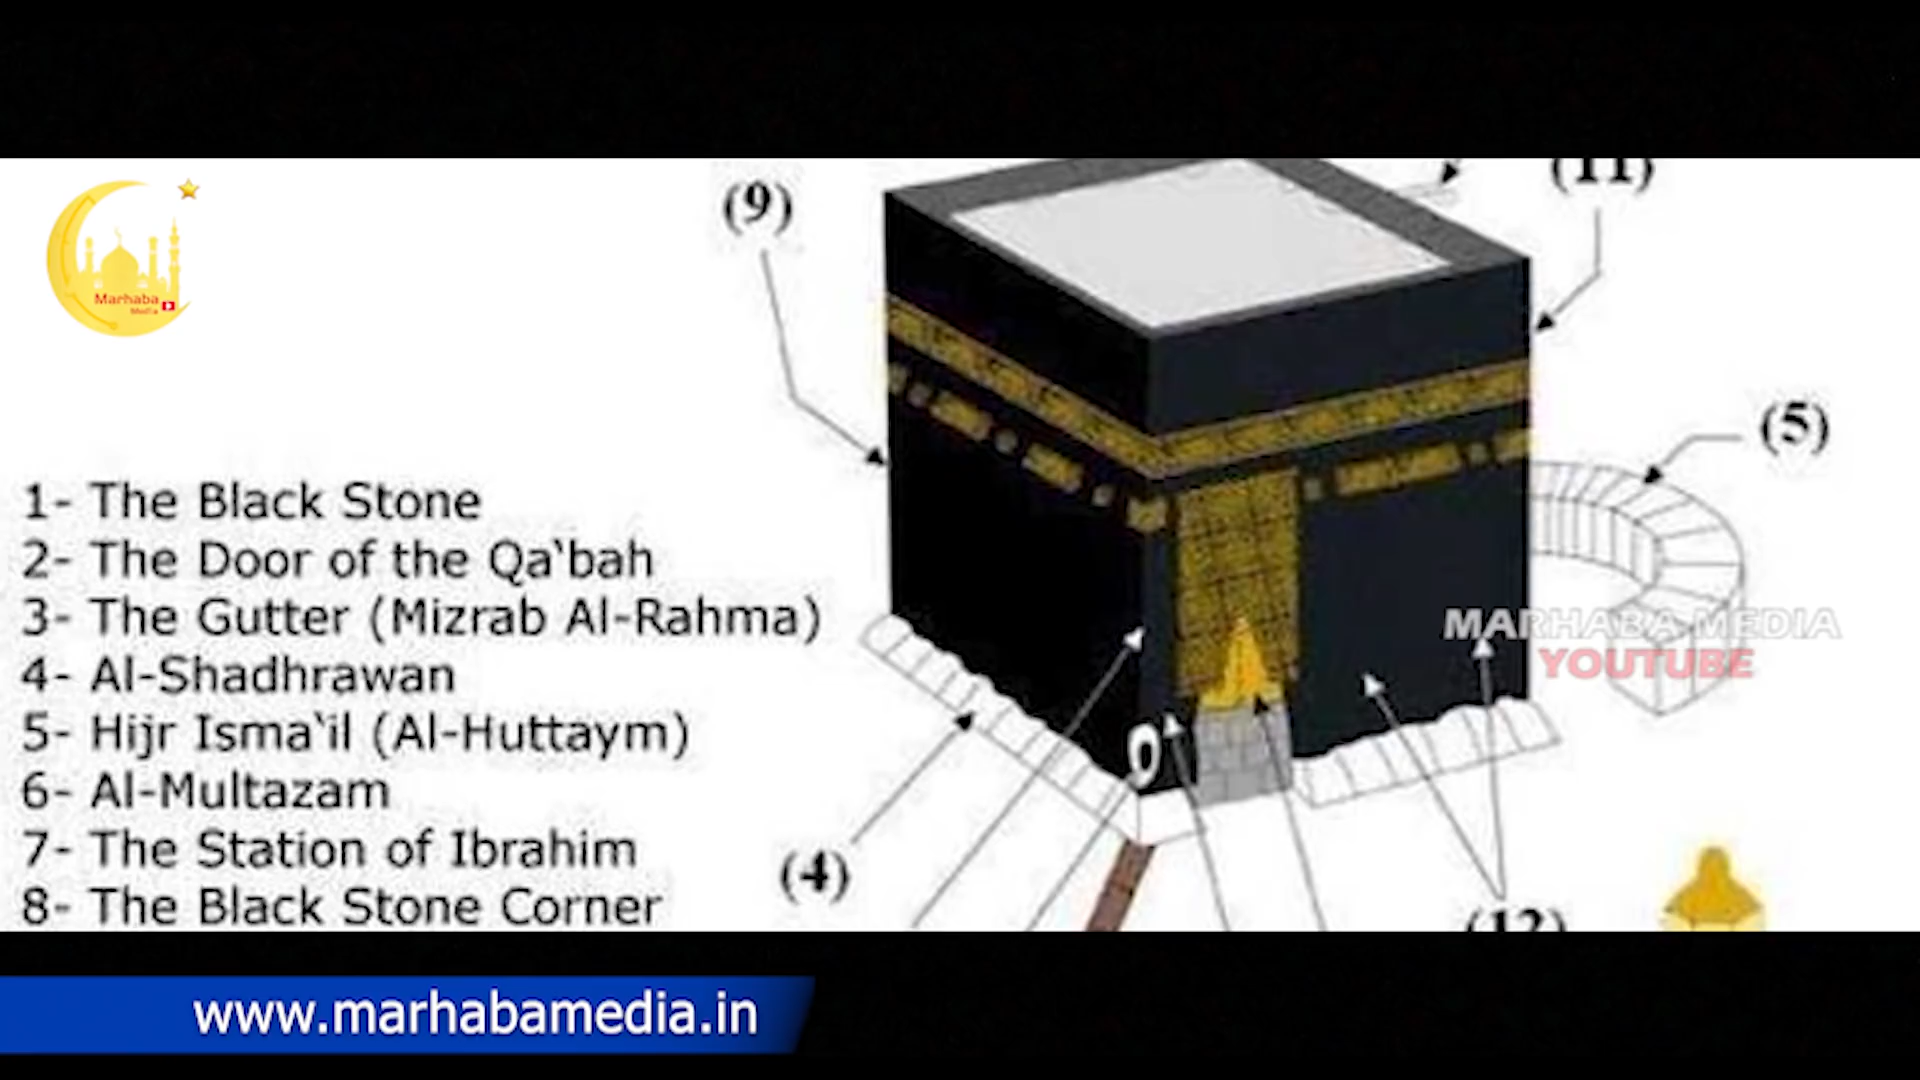 (9)
(11)
Marhaba
Media
(5)
1- The Black Stone
2- The Door of the Qa‛bah
3- The Gutter (Mizrab Al-Rahma)
4- Al-Shadhrawan
5- Hijr Isma‛il (Al-Huttaym)
6- Al-Multazam
7- The Station of Ibrahim
8- The Black Stone Corner
MARHABA MEDIA
YOUTUBE
(4)
(12)
www.marhabamedia.in